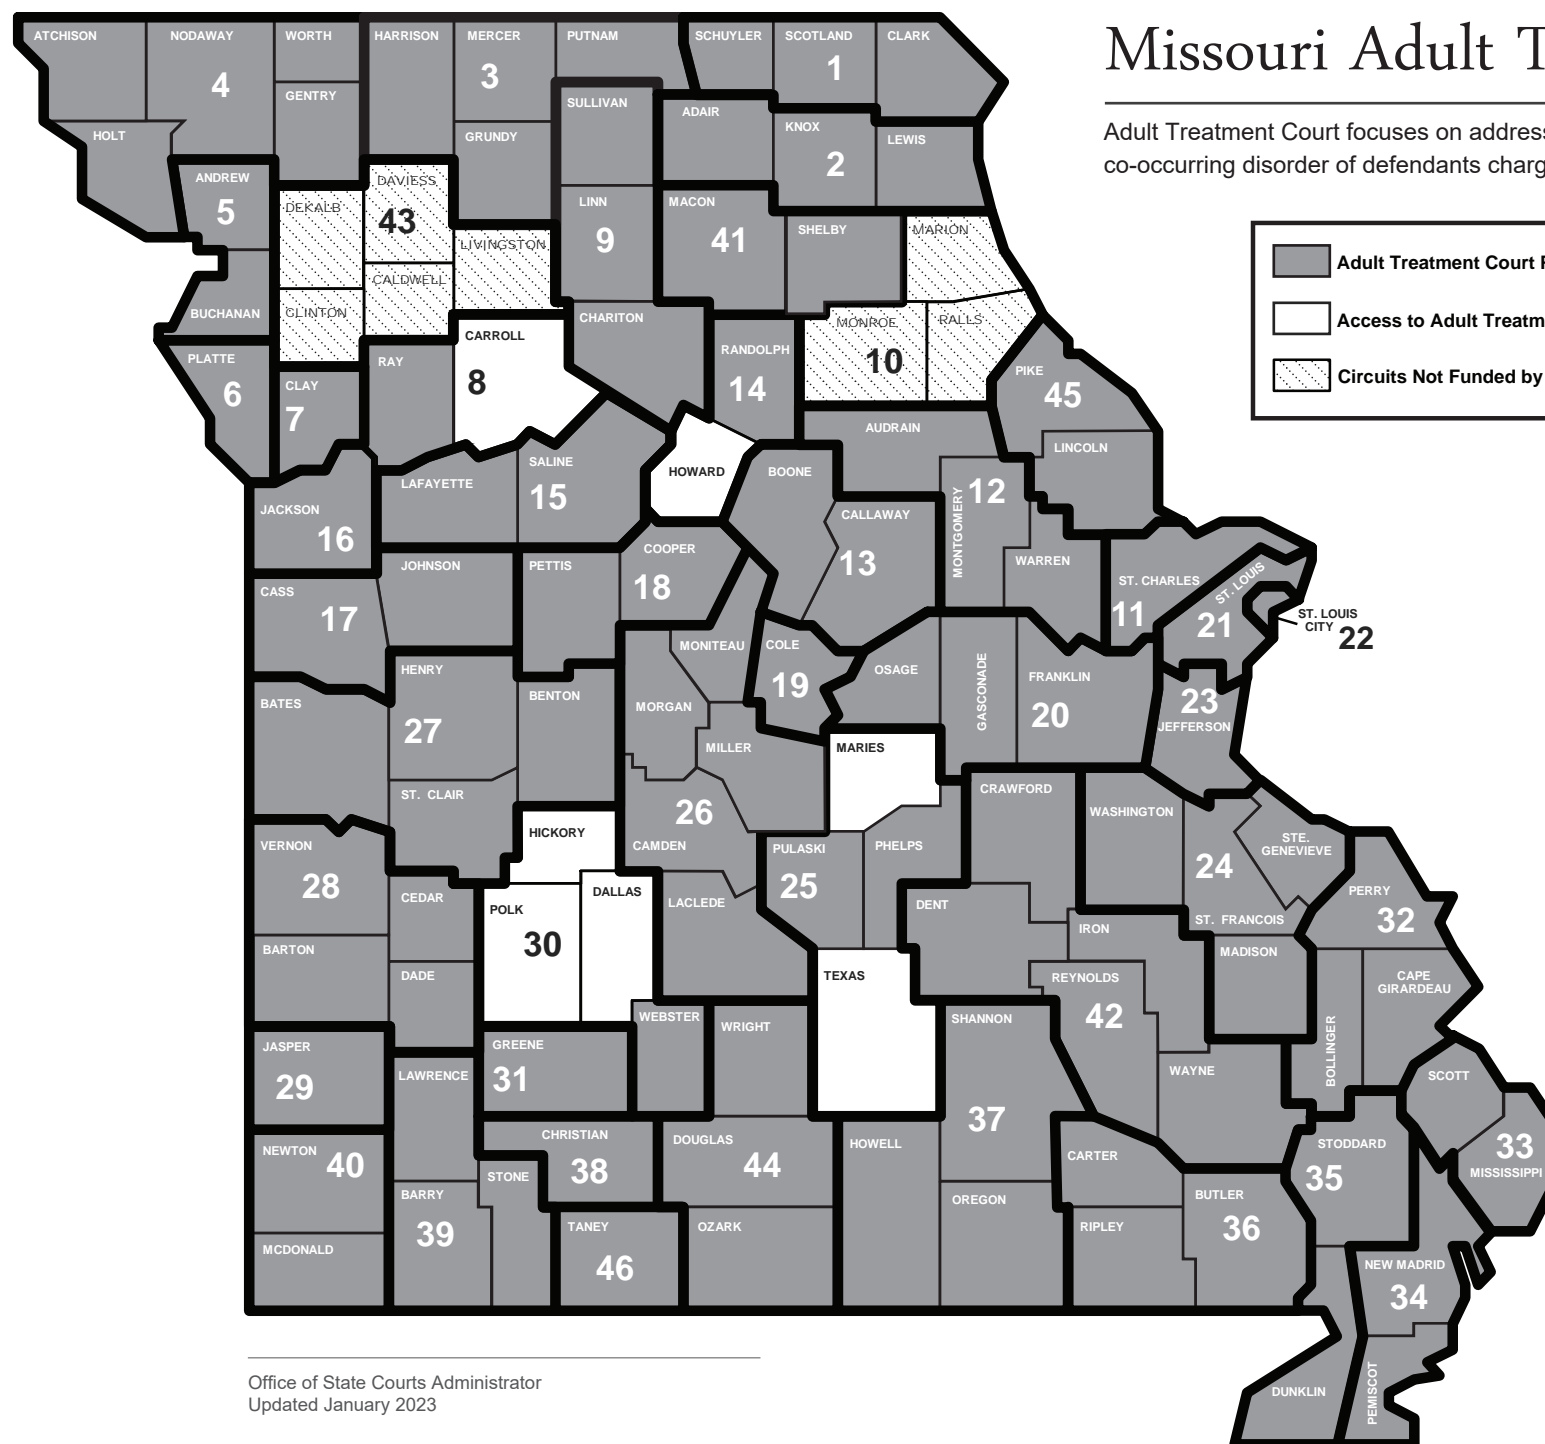 Missouri Adult T
Adult Treatment Court focuses on address
co-occurring disorder of defendants charg
Adult Treatment Court F
Access to Adult Treatm
Circuits Not Funded by
ATCHISON
NODAWAY
WORTH
HARRISON
MERCER
PUTNAM
SCHUYLER
SCOTLAND
CLARK
4
3
1
GENTRY
SULLIVAN
ADAIR
KNOX
HOLT
GRUNDY
LEWIS
2
ANDREW
5
DAVIESS
DEKALB
43
LINN
9
MACON
41
SHELBY
MARION
LIVINGSTON
CALDWELL
BUCHANAN
CLINTON
CHARITON
MONROE
RALLS
10
CARROLL
8
RANDOLPH
14
PLATTE
6
CLAY
7
RAY
PIKE
45
AUDRAIN
LINCOLN
SALINE
15
HOWARD
BOONE
LAFAYETTE
MONTGOMERY
12
JACKSON
16
CALLAWAY
13
COOPER
18
JOHNSON
PETTIS
WARREN
ST. CHARLES
11
ST. LOUIS
21
ST. LOUIS
CITY
22
CASS
17
MONITEAU
COLE
19
OSAGE
GASCONADE
FRANKLIN
20
HENRY
27
BENTON
BATES
MORGAN
MILLER
23
JEFFERSON
MARIES
ST. CLAIR
26
CAMDEN
CRAWFORD
WASHINGTON
HICKORY
VERNON
28
PULASKI
25
PHELPS
STE.
GENEVIEVE
24
ST. FRANCOIS
PERRY
32
CEDAR
DALLAS
POLK
30
LACLEDE
DENT
IRON
BARTON
MADISON
DADE
TEXAS
REYNOLDS
42
CAPE
GIRARDEAU
BOLLINGER
WEBSTER
WRIGHT
SHANNON
JASPER
29
LAWRENCE
GREENE
31
WAYNE
SCOTT
37
CHRISTIAN
38
DOUGLAS
44
HOWELL
STODDARD
35
33
MISSISSIPPI
NEWTON
40
STONE
CARTER
BARRY
39
OREGON
BUTLER
36
TANEY
46
OZARK
RIPLEY
MCDONALD
NEW MADRID
34
DUNKLIN
PEMISCOT
Office of State Courts Administrator
Updated January 2023